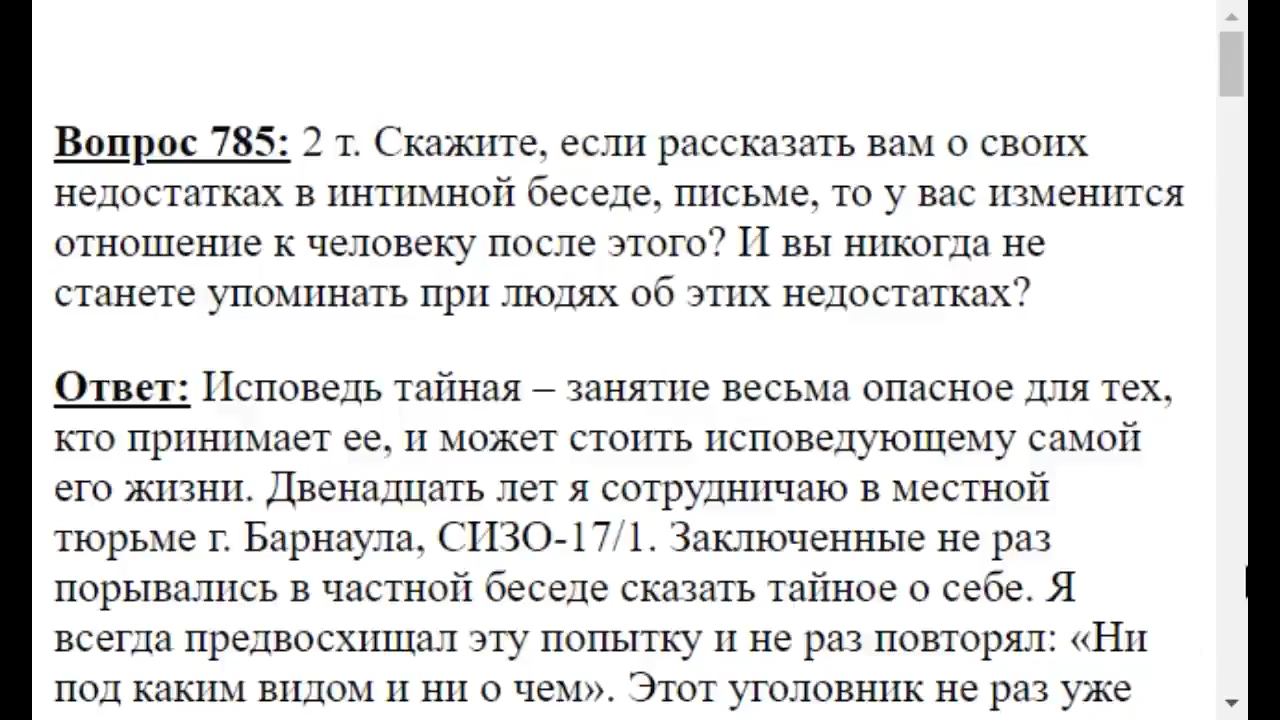 Вопрос 785: 2 т. Скажите, если рассказать вам о своих
недостатках в интимной беседе, письме, то у вас изменится
отношение к человеку после этого? И вы никогда не
станете упоминать при людях об этих недостатках?
Ответ: Исповедь тайная – занятие весьма опасное для тех,
кто принимает ее, и может стоить исповедующему самой
его жизни. Двенадцать лет я сотрудничаю в местной
тюрьме г. Барнаула, СИЗО-17/1. Заключенные не раз
порывались в частной беседе сказать тайное о себе. Я
всегда предвосхищал эту попытку и не раз повторял: «Ни
под каким видом и ни о чем». Этот уголовник не раз уже